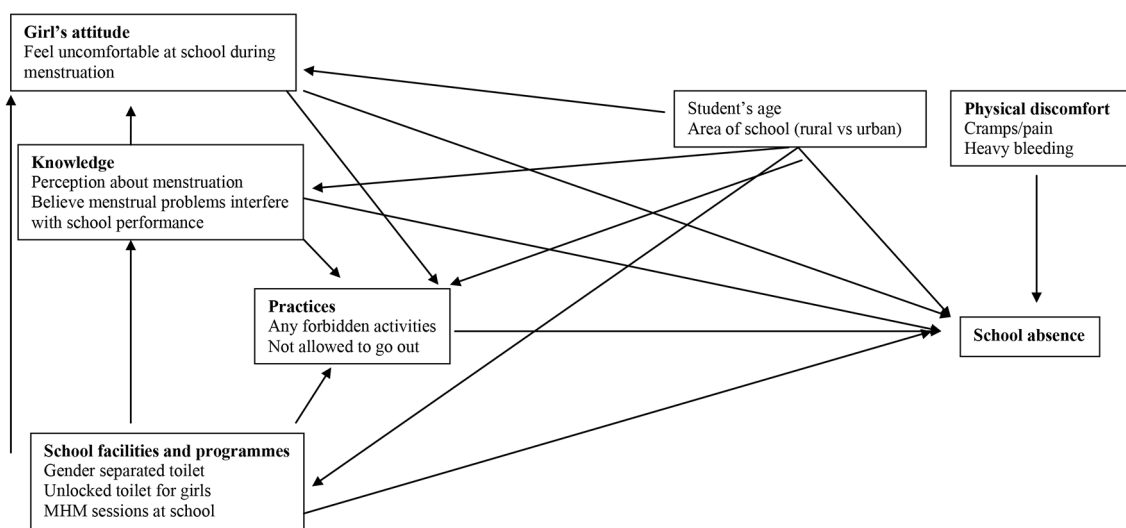 Girl's attitude
Feel uncomfortable at school during
menstruation
Student's age
Area of school (rural vs urban)
Physical discomfort
Cramps/pain
Heavy bleeding
Knowledge
Perception about menstruation
Believe menstrual problems interfere
with school performance
Practices
Any forbidden activities
Not allowed to go out
School absence
School facilities and programmes
Gender separated toilet
Unlocked toilet for girls
MHM sessions at school